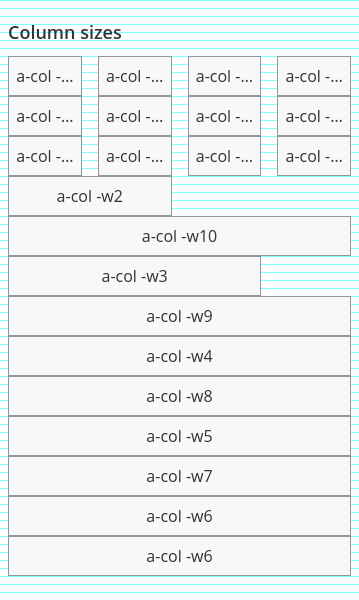 Column sizes
a-col -... a-col -... a-col -... a-col -...
a-col -... a-col -... a-col -... a-col -...
a-col -... a-col -... a-col -... a-col -...
a-col -w2
a-col -w10
a-col -w3
a-col -w9
a-col -w4
a-col -w8
a-col -w5
a-col -w7
a-col -w6
a-col -w6